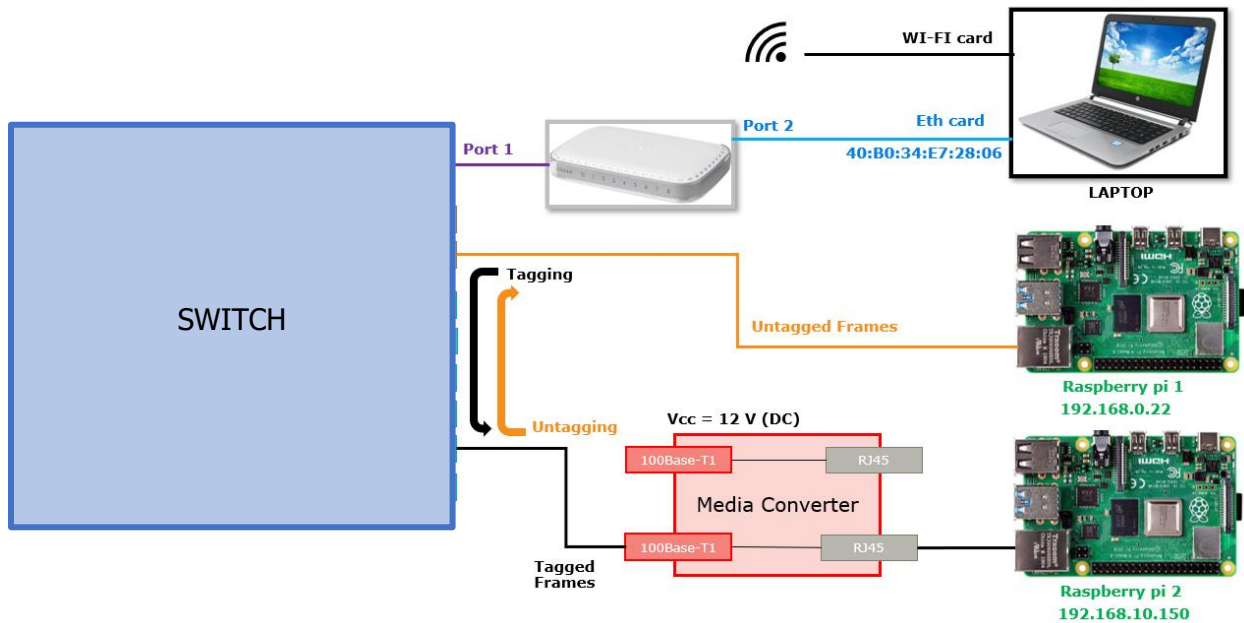 WI-FI card
Port 2
Eth card
40:B0:34:E7:28:06
LAPTOP
Port 1
SWITCH
Tagging
Untagging
Untagged Frames
Raspberry pi 1
192.168.0.22
Vcc = 12 V (DC)
100Base-T1
RJ45
Media Converter
100Base-T1
RJ45
Tagged
Frames
Raspberry pi 2
192.168.10.150
HDMI
HDMI